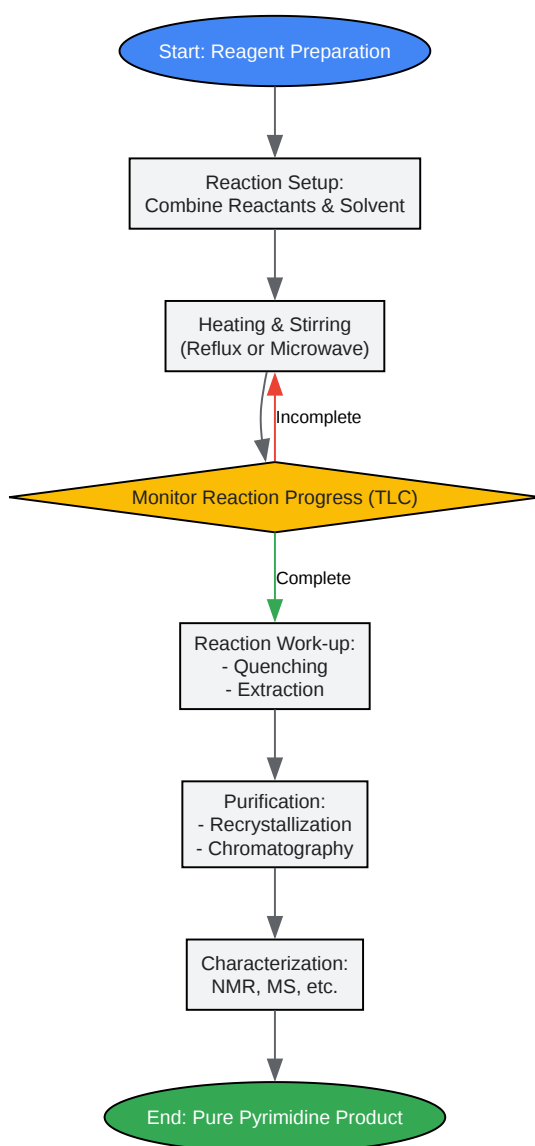 Start: Reagent Preparation
Reaction Setup:
Combine Reactants & Solvent
Heating & Stirring
(Reflux or Microwave)
Incomplete
Monitor Reaction Progress (TLC)
Complete
Reaction Work-up:
- Quenching
- Extraction
Purification:
- Recrystallization
- Chromatography
Characterization:
NMR, MS, etc.
End: Pure Pyrimidine Product